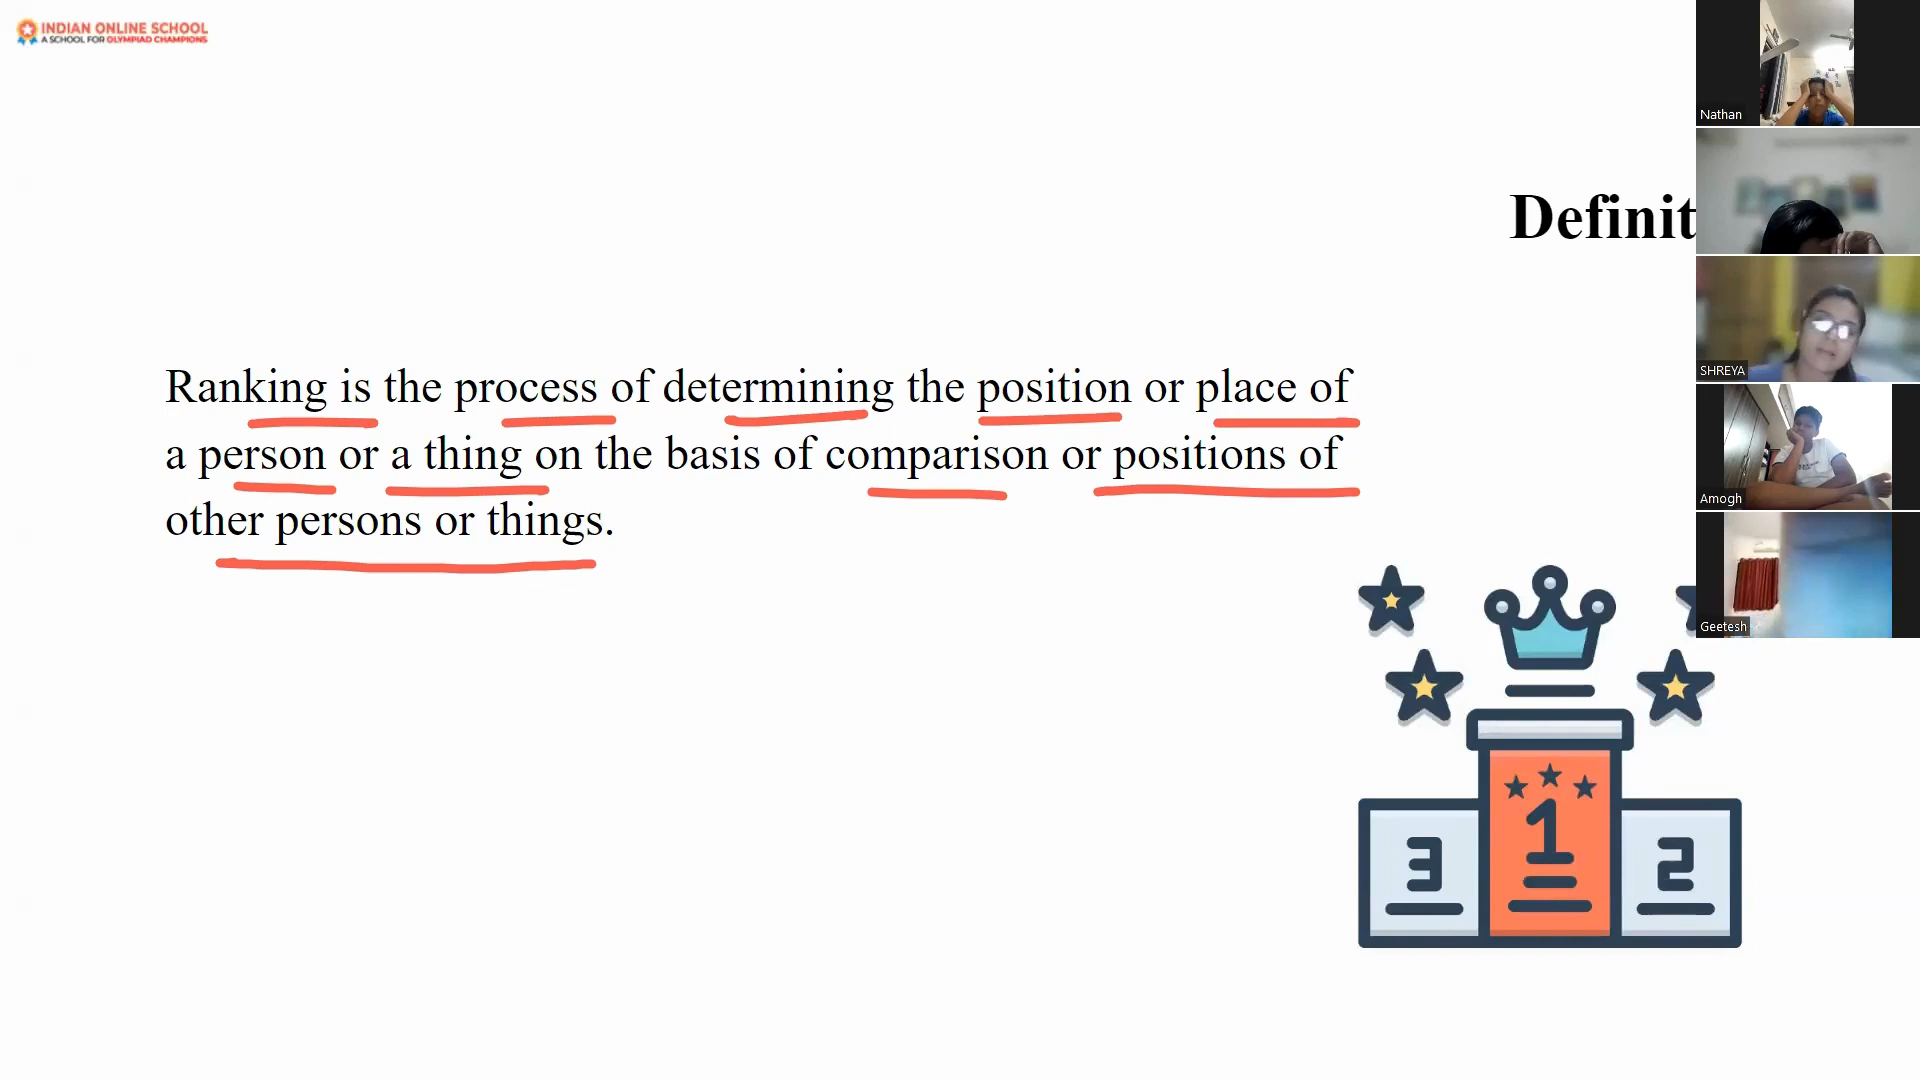 INDIAN ONLINE SCHOOL
A SCHOOL FOR OLYMPIAD CHAMPIONS
Definit
Ranking is the process of determining the position or place of
a person or a thing on the basis of comparison or positions of
other persons or things.
3
1
2
Nathan
SHREYA
Amogh
Geetesh